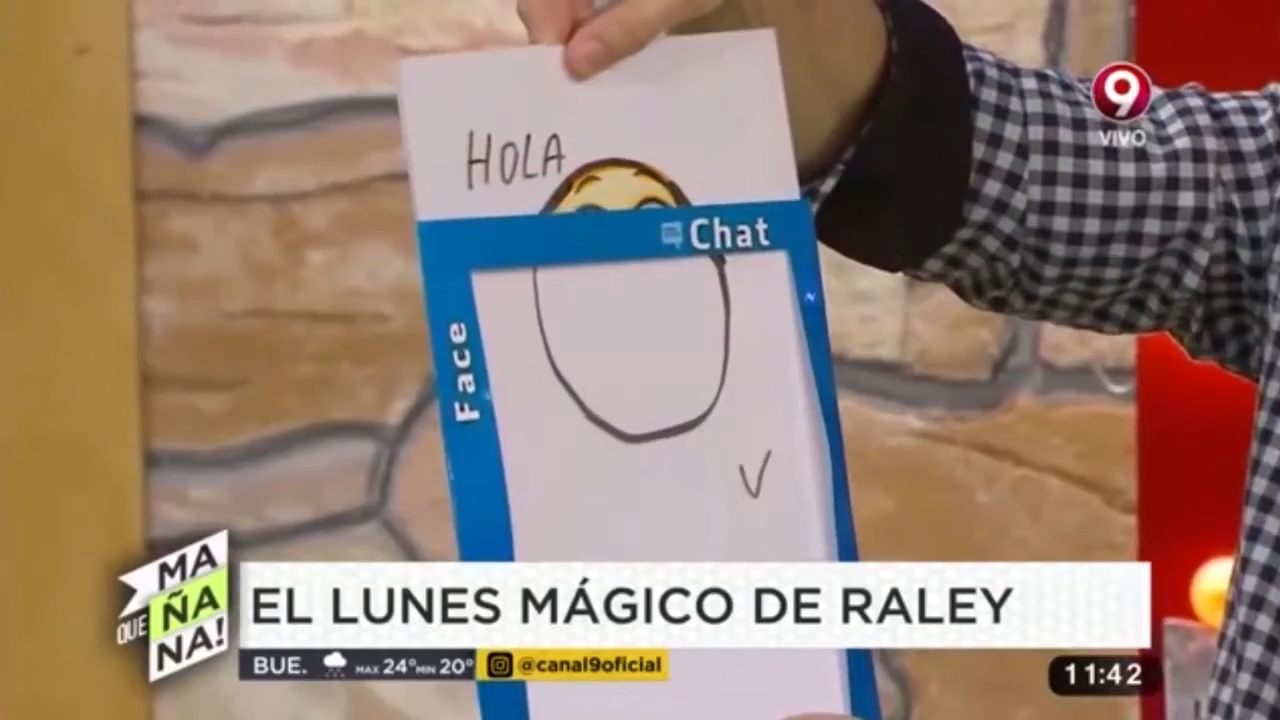 9
VIVO
HOLA
Chat
Face
V
MA
QUE ÑA
NA!
EL LUNES MÁGICO DE RALEY
BUE. MAX 24° MIN 20° @canal9oficial
11:42